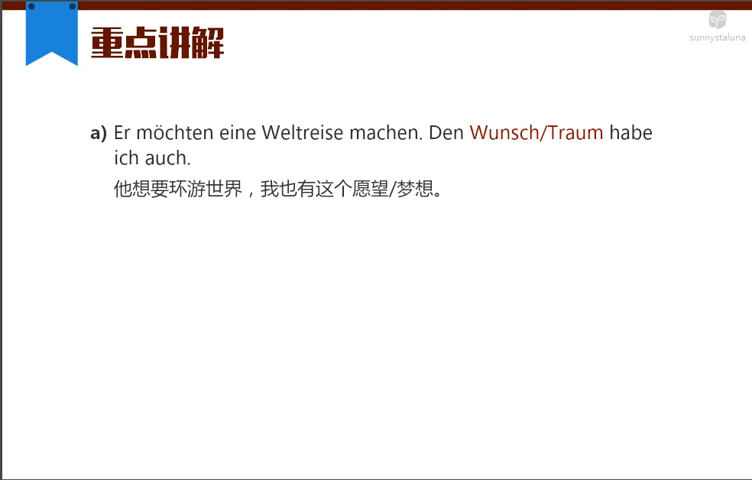 sunnystaluna
重点讲解
a) Er möchten eine Weltreise machen. Den Wunsch/Traum habe
ich auch.
他想要环游世界，我也有这个愿望/梦想。